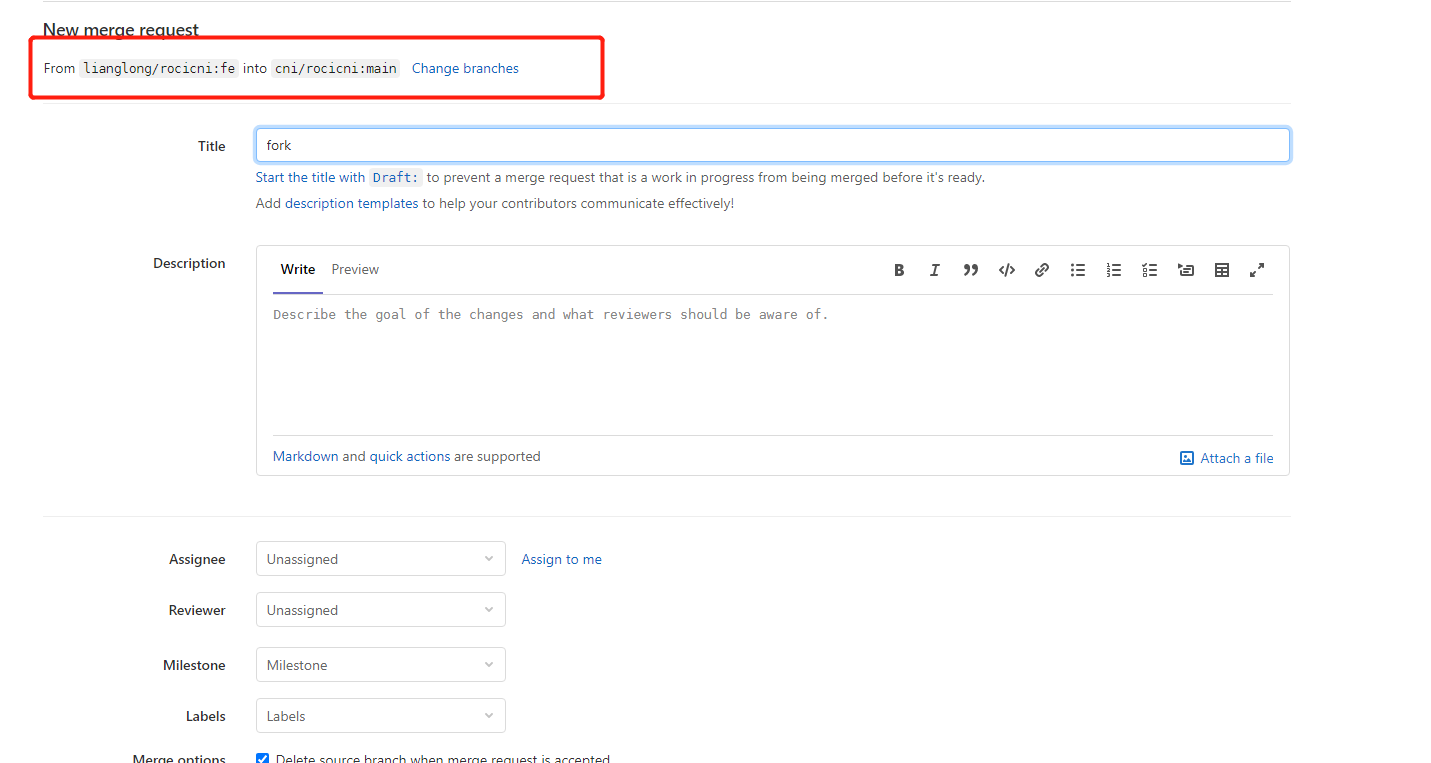 New merge request
From lianglong/rocicni:fe into cni/rocicni:main Change branches
Title
fork
Start the title with Draft: to prevent a merge request that is a work in progress from being merged before it's ready.
Add description templates to help your contributors communicate effectively!
Description
Write Preview
Describe the goal of the changes and what reviewers should be aware of.
Markdown and quick actions are supported
Attach a file
Assignee
Unassigned
Assign to me
Reviewer
Unassigned
Milestone
Milestone
Labels
Labels
Merge options
Delete source branch when merge request is accepted.